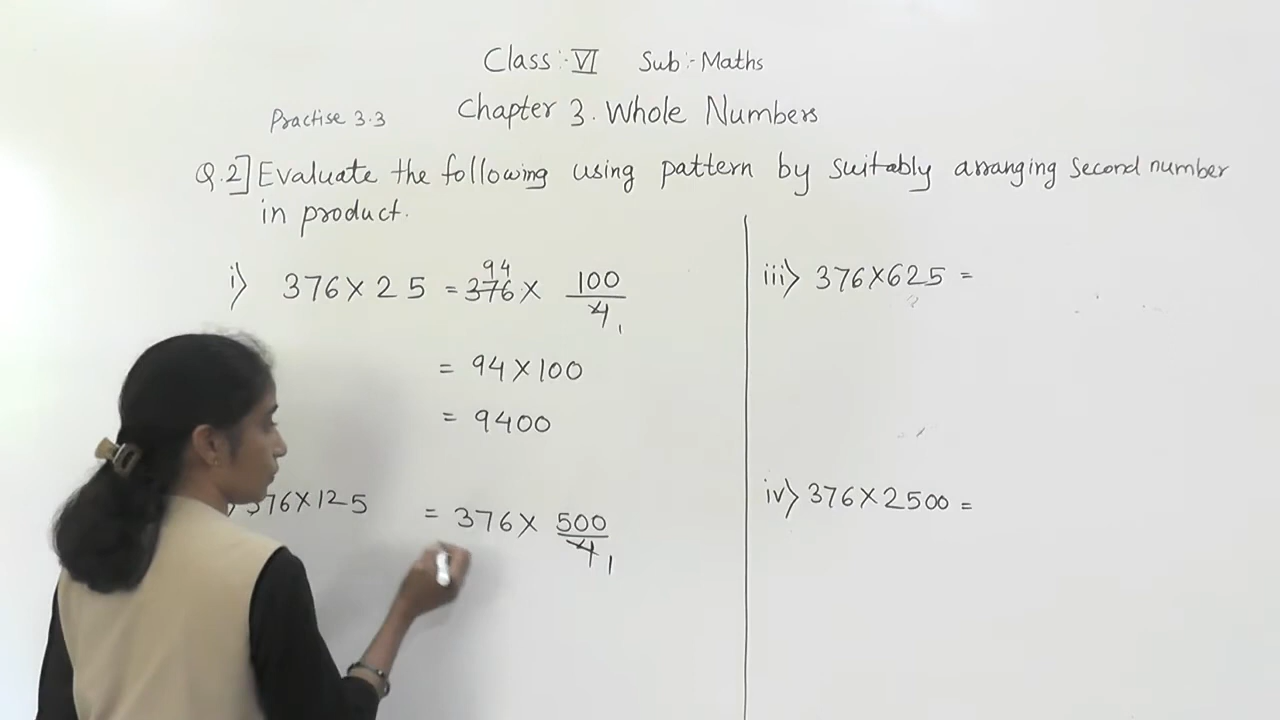 Class:- VI Sub:- Maths
Practise 3.3 Chapter 3. Whole Numbers
Q.2] Evaluate the following using pattern by suitably arranging second number
in product.
i) 376 × 25 = 376 × 100/4 94 1
= 94 × 100
= 9400
) 376 × 125 = 376 × 500/4 1
iii) 376 × 625 =
iv) 376 × 2500 =